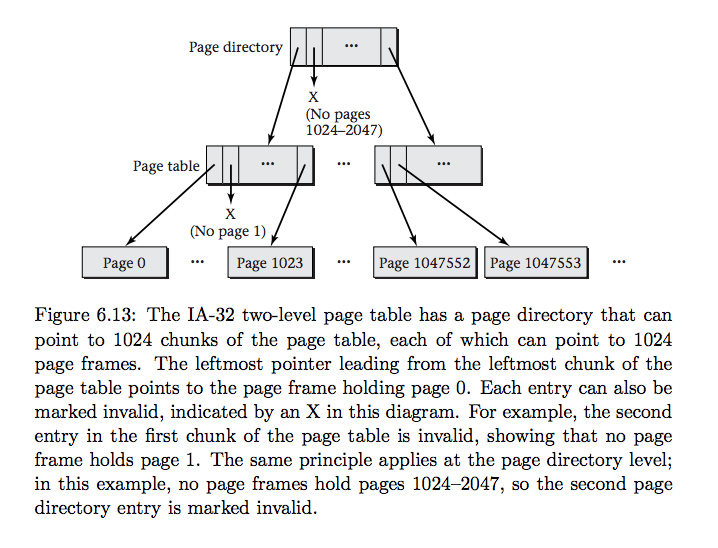 Page directory
...
X
(No pages
1024–2047)
Page table
...
...
...
X
(No page 1)
Page 0
...
Page 1023
...
Page 1047552
Page 1047553
...
Figure 6.13: The IA-32 two-level page table has a page directory that can
point to 1024 chunks of the page table, each of which can point to 1024
page frames. The leftmost pointer leading from the leftmost chunk of the
page table points to the page frame holding page 0. Each entry can also be
marked invalid, indicated by an X in this diagram. For example, the second
entry in the first chunk of the page table is invalid, showing that no page
frame holds page 1. The same principle applies at the page directory level;
in this example, no page frames hold pages 1024–2047, so the second page
directory entry is marked invalid.